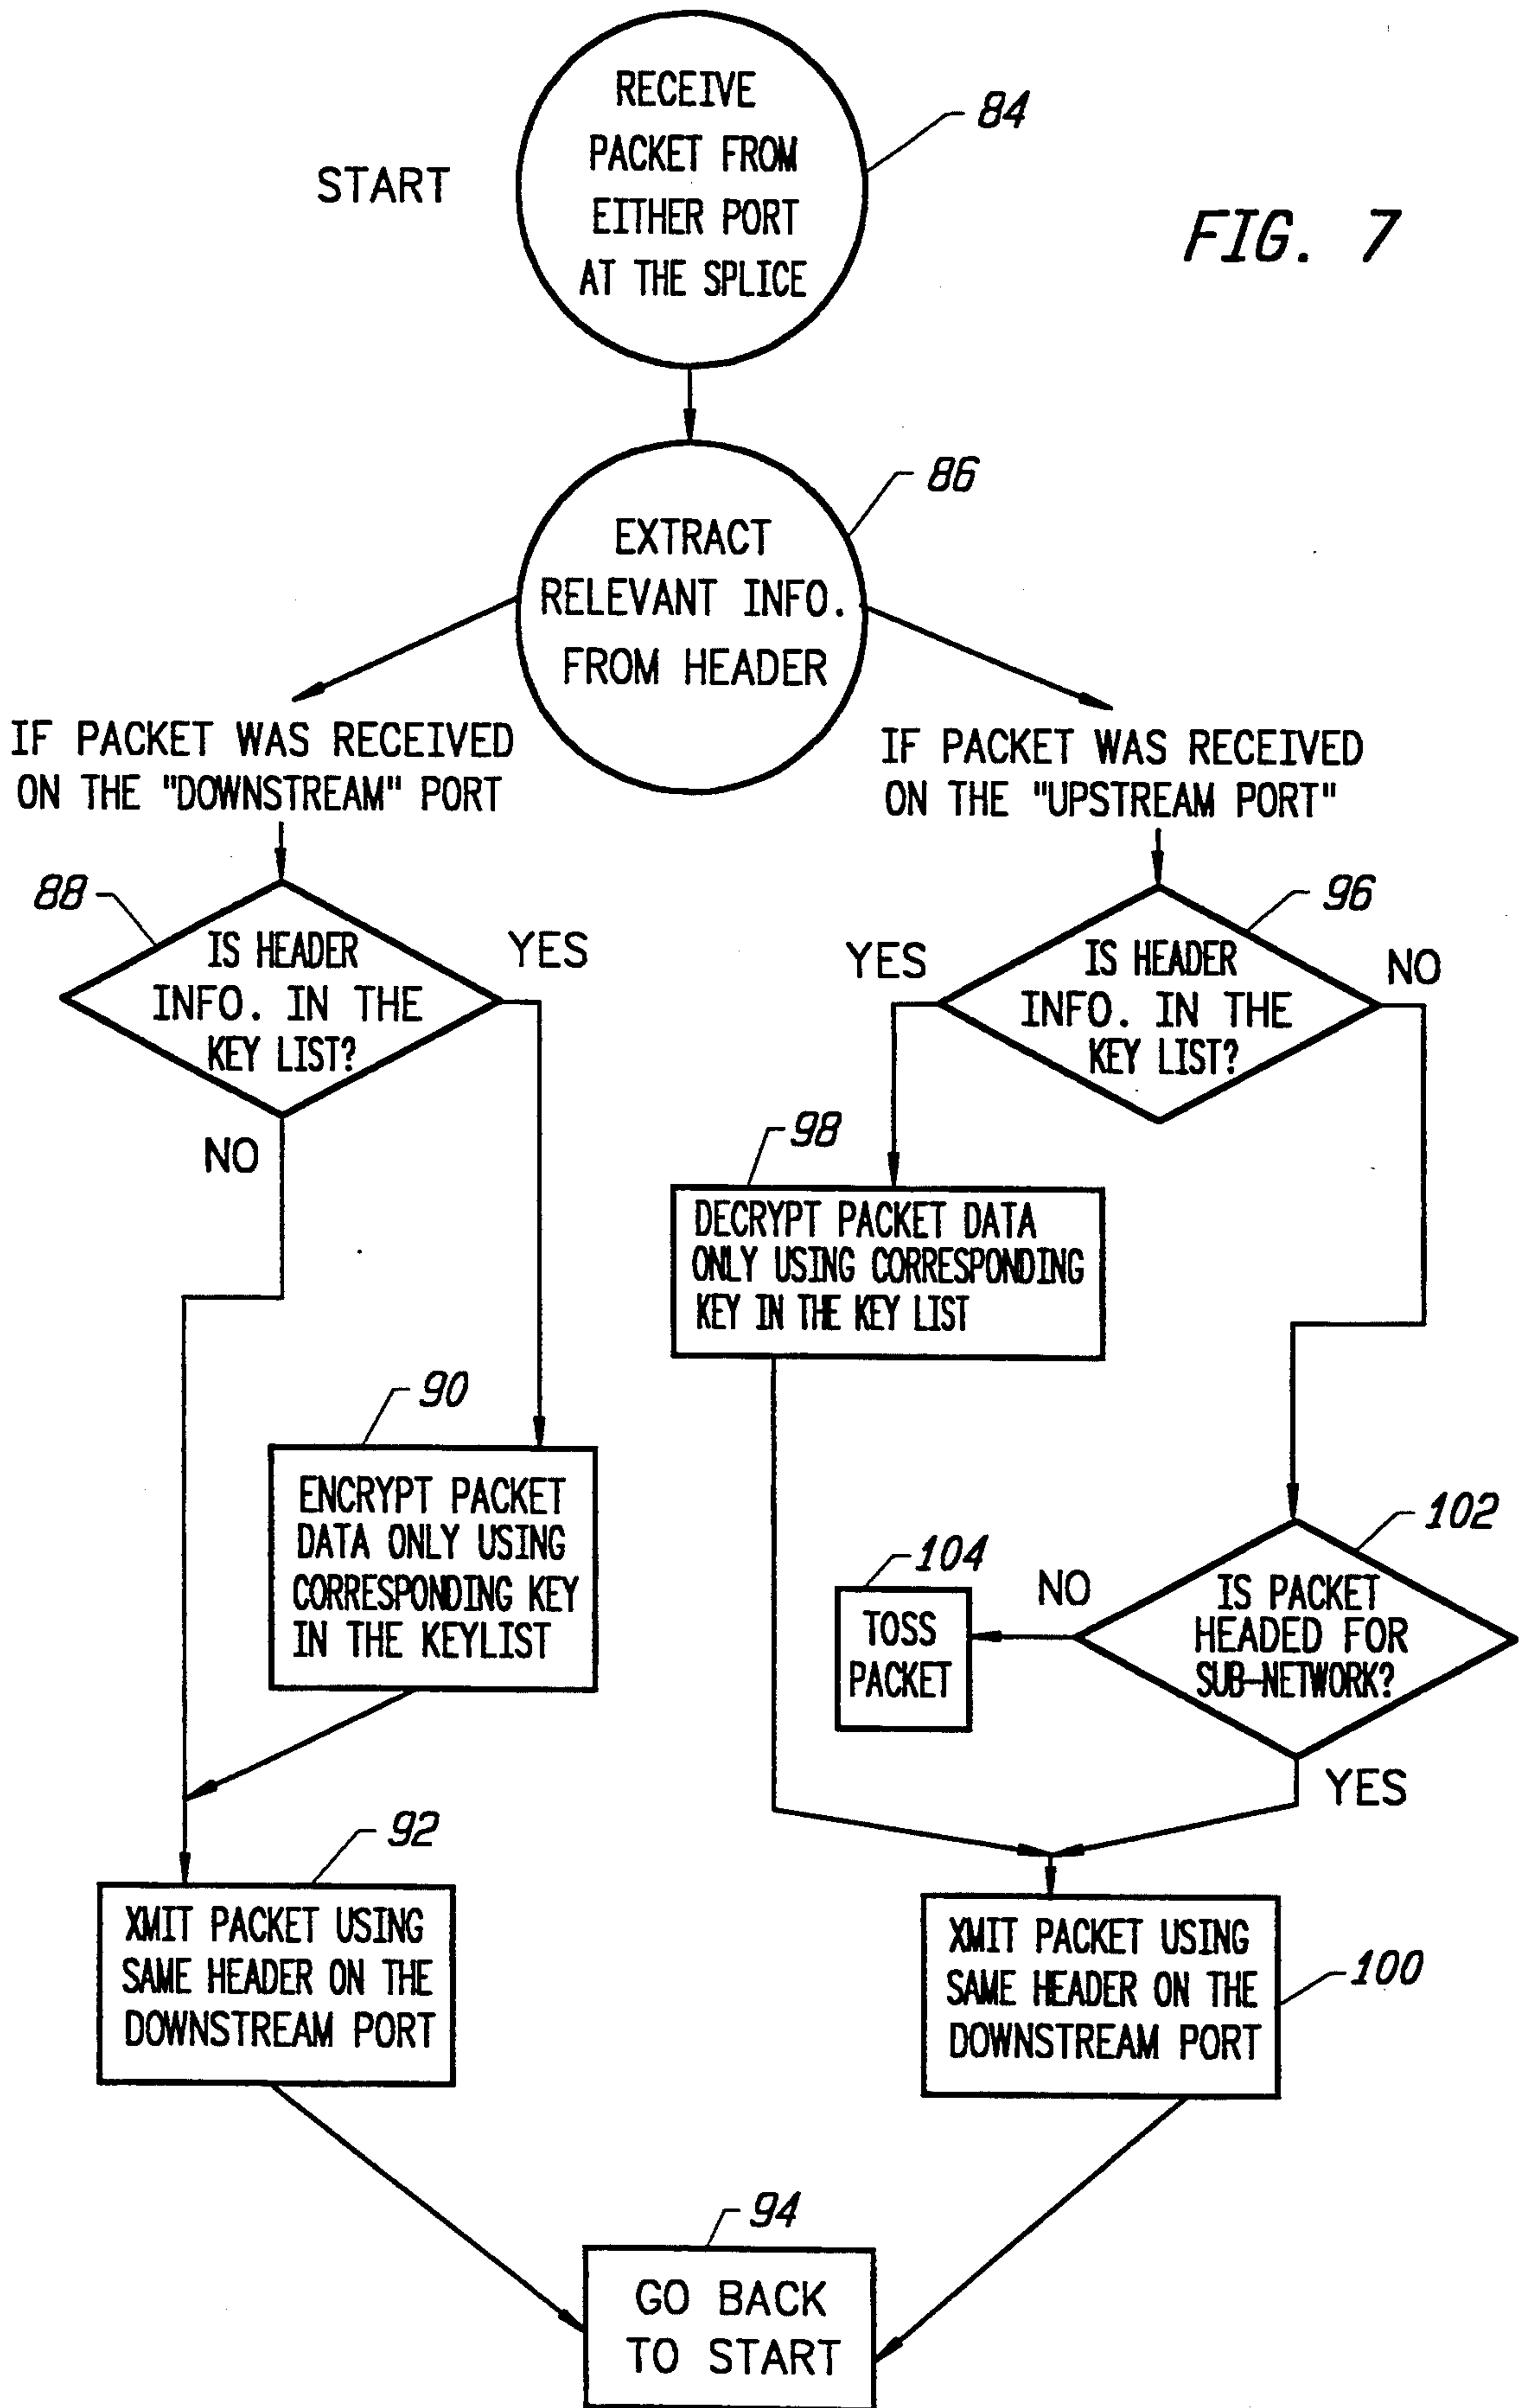 RECEIVE
PACKET FROM
EITHER PORT
AT THE SPLICE
84
START
FIG. 7
86
EXTRACT
RELEVANT INFO.
FROM HEADER
IF PACKET WAS RECEIVED
ON THE "DOWNSTREAM" PORT
IF PACKET WAS RECEIVED
ON THE "UPSTREAM PORT"
88
IS HEADER
INFO. IN THE
KEY LIST?
YES
NO
96
IS HEADER
INFO. IN THE
KEY LIST?
YES
NO
98
DECRYPT PACKET DATA
ONLY USING CORRESPONDING
KEY IN THE KEY LIST
90
ENCRYPT PACKET
DATA ONLY USING
CORRESPONDING KEY
IN THE KEYLIST
102
IS PACKET
HEADED FOR
SUB-NETWORK?
NO
YES
104
TOSS
PACKET
92
XMIT PACKET USING
SAME HEADER ON THE
DOWNSTREAM PORT
XMIT PACKET USING
SAME HEADER ON THE
DOWNSTREAM PORT
100
94
GO BACK
TO START